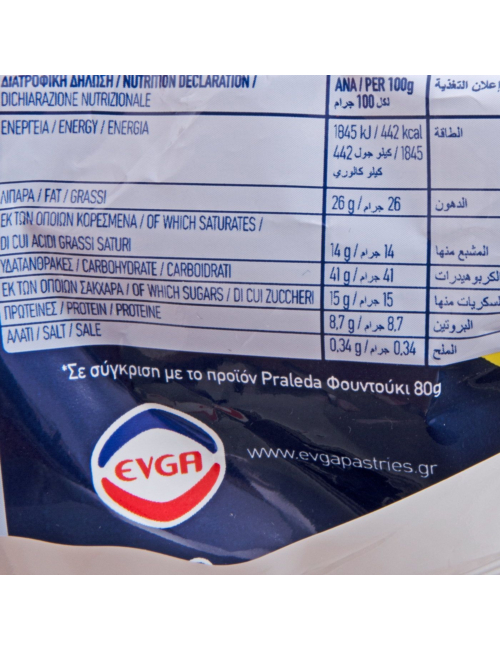 ΔΙΑΤΡΟΦΙΚΗ ΔΗΛΩΣΗ / NUTRITION DECLARATION /
DICHIARAZIONE NUTRIZIONALE
ΑΝΑ / PER 100g
لكل 100 جرام
إعلان التغذية
ΕΝΕΡΓΕΙΑ / ENERGY / ENERGIA
1845 kJ / 442 kcal
1845/ كيلو جول 442
كيلو كالوري
الطاقة
ΛΙΠΑΡΑ / FAT / GRASSI
26 g / جرام 26
الدهون
ΕΚ ΤΩΝ ΟΠΟΙΩΝ ΚΟΡΕΣΜΕΝΑ / OF WHICH SATURATES /
DI CUI ACIDI GRASSI SATURI
14 g / جرام 14
المشبع منها
ΥΔΑΤΑΝΘΡΑΚΕΣ / CARBOHYDRATE / CARBOIDRATI
41 g / جرام 41
الكربوهيدرات
ΕΚ ΤΩΝ ΟΠΟΙΩΝ ΣΑΚΧΑΡΑ / OF WHICH SUGARS / DI CUI ZUCCHERI
15 g / جرام 15
السكريات منها
ΠΡΩΤΕΙΝΕΣ / PROTEIN / PROTEINE
8,7 g / جرام 8,7
البروتين
ΑΛΑΤΙ / SALT / SALE
0,34 g / جرام 0,34
الملح
*Σε σύγκριση με το προϊόν Praleda Φουντούκι 80g
EVGA
www.evgapastries.gr